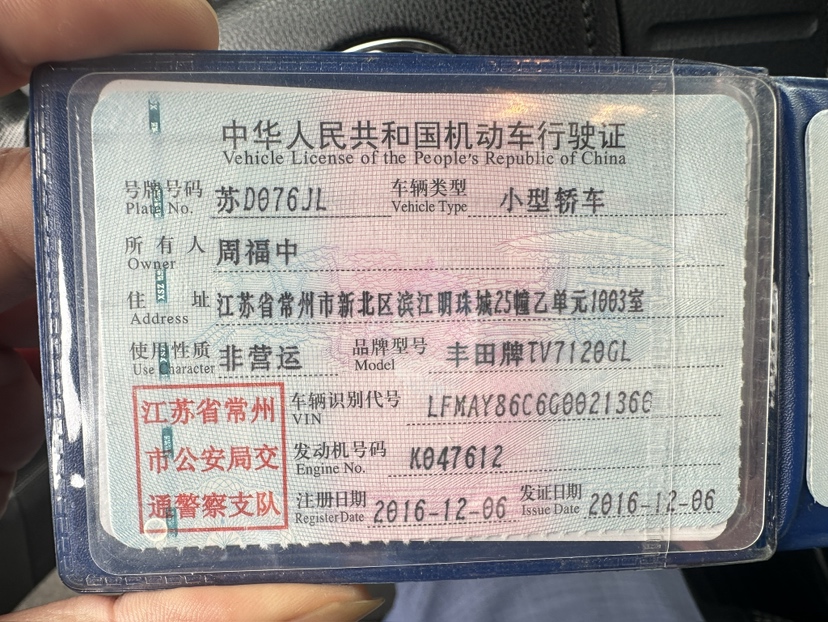 中华人民共和国机动车行驶证
Vehicle License of the People's Republic of China
号牌号码 苏D076JL 车辆类型 小型轿车
Plate No. Vehicle Type
所有人 周福中
Owner
住址 江苏省常州市新北区滨江明珠城25幢乙单元1003室
Address
使用性质 非营运 品牌型号 丰田牌TV7120GL
Use Character Model
江苏省常州
市公安局交
通警察支队
车辆识别代号 LFMAY86C6G0021366
VIN
发动机号码 K047612
Engine No.
注册日期 2016-12-06 发证日期 2016-12-06
Register Date Issue Date